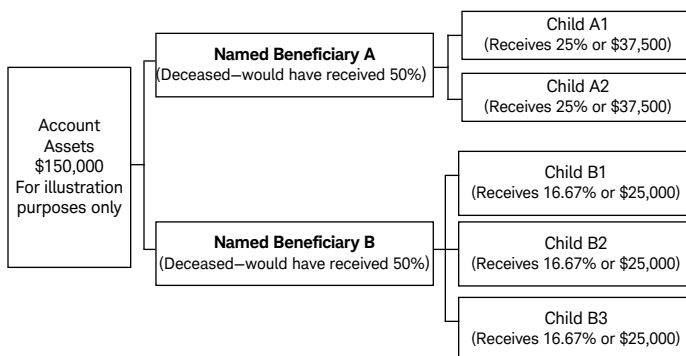 Account
Assets
$150,000
For illustration
purposes only
Named Beneficiary A
(Deceased—would have received 50%)
Child A1
(Receives 25% or $37,500)
Child A2
(Receives 25% or $37,500)
Named Beneficiary B
(Deceased—would have received 50%)
Child B1
(Receives 16.67% or $25,000)
Child B2
(Receives 16.67% or $25,000)
Child B3
(Receives 16.67% or $25,000)